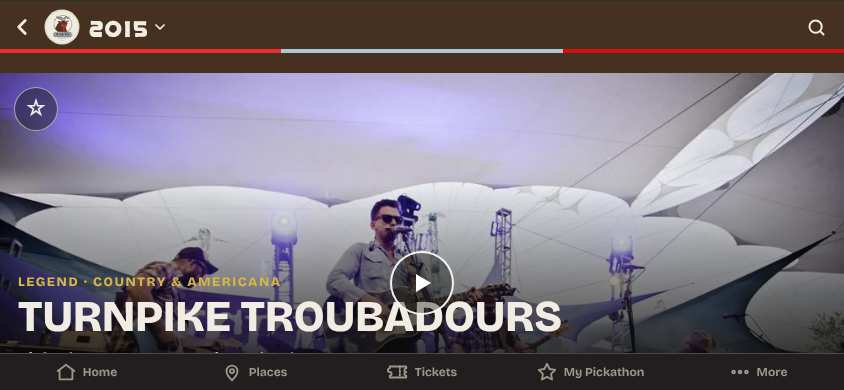 2015
LEGEND • COUNTRY & AMERICANA
TURNPIKE TROUBADOURS
Home
Places
Tickets
My Pickathon
More